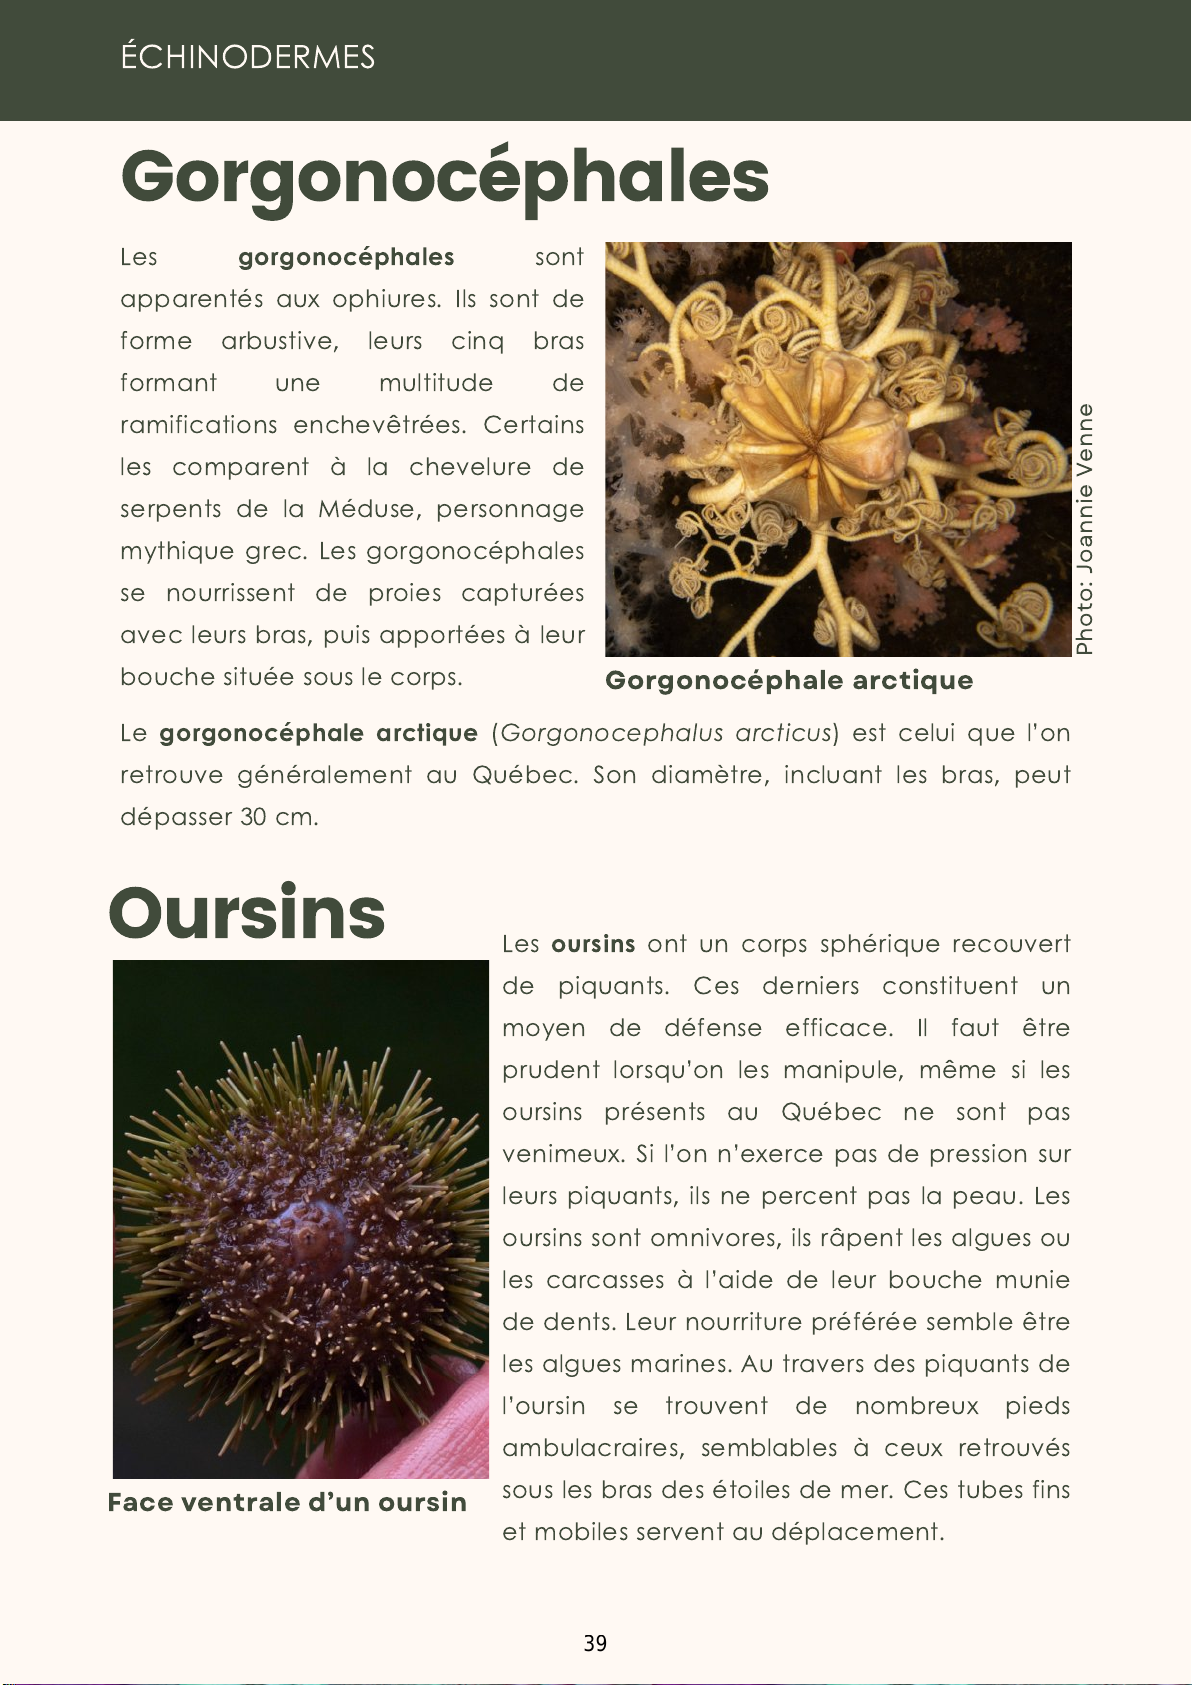 ÉCHINODERMES
Gorgonocéphales
Les gorgonocéphales sont
apparentés aux ophiures. Ils sont de
forme arbustive, leurs cinq bras
formant une multitude de
ramifications enchevêtrées. Certains
les comparent à la chevelure de
serpents de la Méduse, personnage
mythique grec. Les gorgonocéphales
se nourrissent de proies capturées
avec leurs bras, puis apportées à leur
bouche située sous le corps.
Photo: Joannie Venne
Gorgonocéphale arctique
Le gorgonocéphale arctique (Gorgonocephalus arcticus) est celui que l'on
retrouve généralement au Québec. Son diamètre, incluant les bras, peut
dépasser 30 cm.
Oursins
Les oursins ont un corps sphérique recouvert
de piquants. Ces derniers constituent un
moyen de défense efficace. Il faut être
prudent lorsqu'on les manipule, même si les
oursins présents au Québec ne sont pas
venimeux. Si l'on n'exerce pas de pression sur
leurs piquants, ils ne percent pas la peau. Les
oursins sont omnivores, ils râpent les algues ou
les carcasses à l'aide de leur bouche munie
de dents. Leur nourriture préférée semble être
les algues marines. Au travers des piquants de
l'oursin se trouvent de nombreux pieds
ambulacraires, semblables à ceux retrouvés
sous les bras des étoiles de mer. Ces tubes fins
et mobiles servent au déplacement.
Face ventrale d'un oursin
39